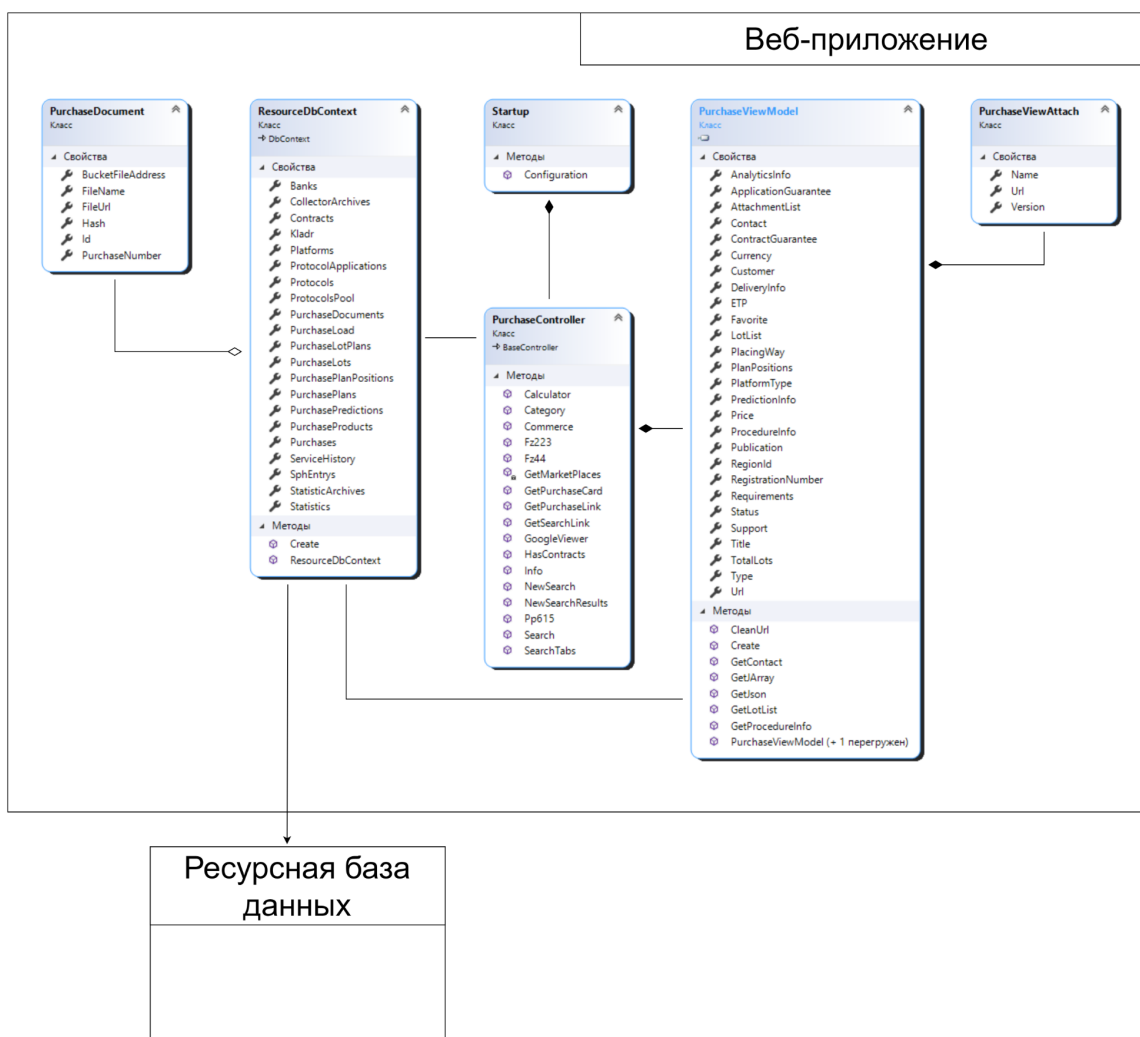 Веб-приложение
PurchaseDocument
Класс
Свойства
BucketFileAddress
FileName
FileUrl
Hash
Id
PurchaseNumber
ResourceDbContext
Класс
DbContext
Свойства
Banks
CollectorArchives
Contracts
Kladr
Platforms
ProtocolApplications
Protocols
ProtocolsPool
PurchaseDocuments
PurchaseLoad
PurchaseLotPlans
PurchaseLots
PurchasePlanPositions
PurchasePlans
PurchasePredictions
PurchaseProducts
Purchases
ServiceHistory
SphEntrys
StatisticArchives
Statistics
Методы
Create
ResourceDbContext
Startup
Класс
Методы
Configuration
PurchaseController
Класс
BaseController
Методы
Calculator
Category
Commerce
Fz223
Fz44
GetMarketPlaces
GetPurchaseCard
GetPurchaseLink
GetSearchLink
GoogleViewer
HasContracts
Info
NewSearch
NewSearchResults
Pp615
Search
SearchTabs
PurchaseViewModel
Класс
Свойства
AnalyticsInfo
ApplicationGuarantee
AttachmentList
Contact
ContractGuarantee
Currency
Customer
DeliveryInfo
ETP
Favorite
LotList
PlacingWay
PlanPositions
PlatformType
PredictionInfo
Price
ProcedureInfo
Publication
RegionId
RegistrationNumber
Requirements
Status
Support
Title
TotalLots
Type
Url
Методы
CleanUrl
Create
GetContact
GetJArray
GetJson
GetLotList
GetProcedureInfo
PurchaseViewModel (+ 1 перегружен)
PurchaseViewAttach
Класс
Свойства
Name
Url
Version
Ресурсная база
данных